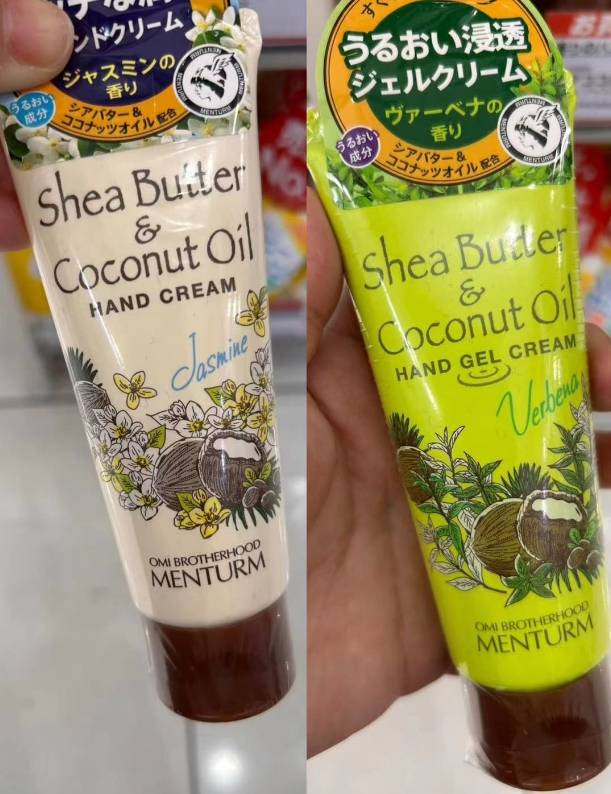 ンドクリーム
ジャスミンの
香り
うるおい
成分
シアバター&
ココナッツオイル配合
MENTURM
Shea Butter
&
Coconut Oil
HAND CREAM
Jasmine
OMI BROTHERHOOD
MENTURM
うるおい浸透
ジェルクリーム
ヴァーベナの
香り
うるおい
成分
シアバター&
ココナッツオイル配合
MENTURM
Shea Butter
&
Coconut Oil
HAND GEL CREAM
Verbena
OMI BROTHERHOOD
MENTURM